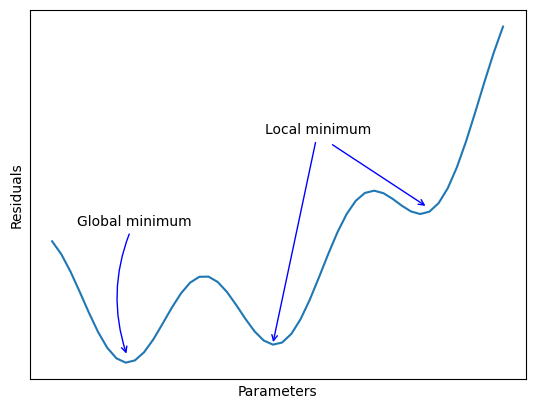 Local minimum
Global minimum
Residuals
Parameters